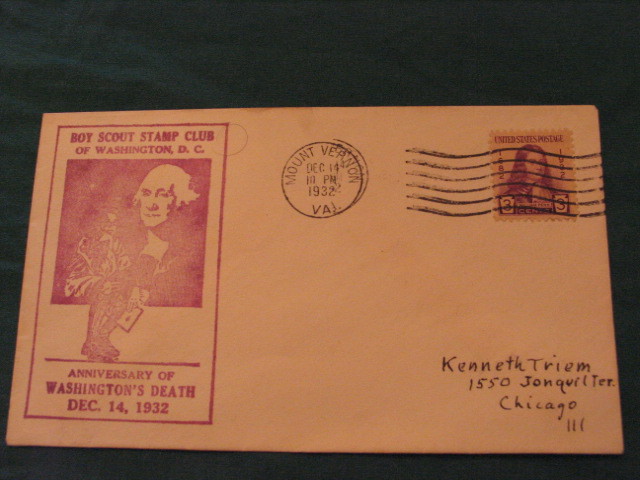 BOY SCOUT STAMP CLUB
OF WASHINGTON, D. C.
ANNIVERSARY OF
WASHINGTON'S DEATH
DEC. 14, 1932
MOUNT VERNON
DEC 14
10 PM
1932
VA.
UNITED STATES POSTAGE
3 3
Kenneth Triem
1550 Jonquil Ter.
Chicago
Ill